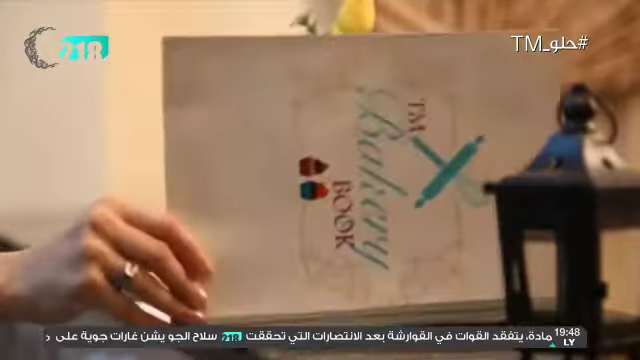 218
#حلو_TM
TM
Bakery
BOOK
مادة، يتفقد القوات في القوارشة بعد الانتصارات التي تحققت 218 سلاح الجو يشن غارات جوية على
19:48
LY